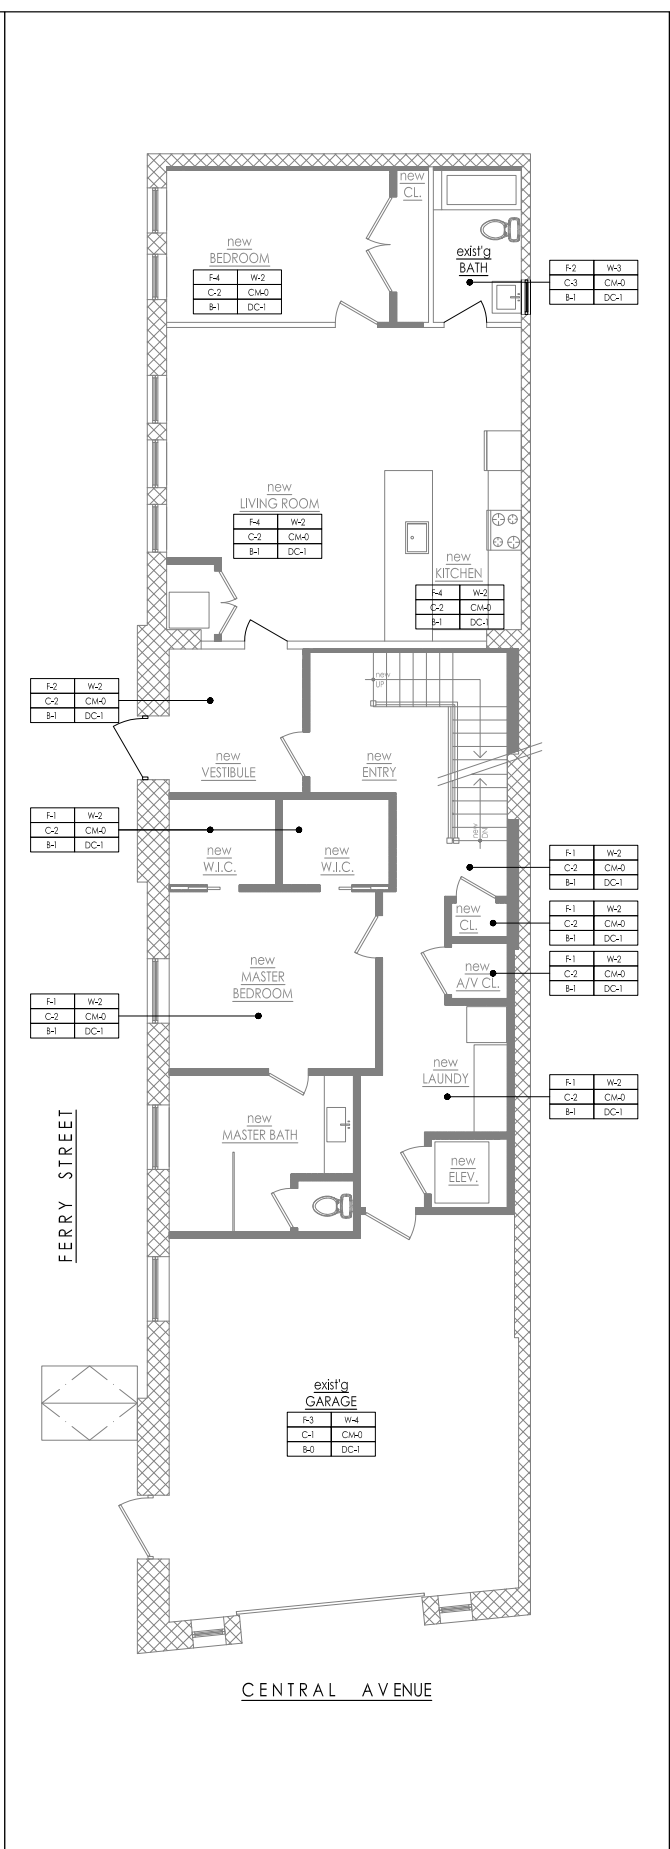 new
CL.
new
BEDROOM
F-4 W-2
C-2 CM-0
B-1 DC-1
exist'g
BATH
F-2 W-3
C-3 CM-0
B-1 DC-1
new
LIVING ROOM
F-4 W-2
C-2 CM-0
B-1 DC-1
new
KITCHEN
F-4 W-2
C-2 CM-0
B-1 DC-1
new
UP
F-2 W-2
C-2 CM-0
B-1 DC-1
new
VESTIBULE
new
ENTRY
new
DN
F-1 W-2
C-2 CM-0
B-1 DC-1
new
W.I.C.
new
W.I.C.
F-1 W-2
C-2 CM-0
B-1 DC-1
new
CL.
F-1 W-2
C-2 CM-0
B-1 DC-1
new
MASTER
BEDROOM
new
A/V CL.
F-1 W-2
C-2 CM-0
B-1 DC-1
F-1 W-2
C-2 CM-0
B-1 DC-1
new
LAUNDY
F-1 W-2
C-2 CM-0
B-1 DC-1
new
MASTER BATH
FERRY STREET
new
ELEV.
exist'g
GARAGE
F-3 W-4
C-1 CM-0
B-0 DC-1
CENTRAL AVENUE